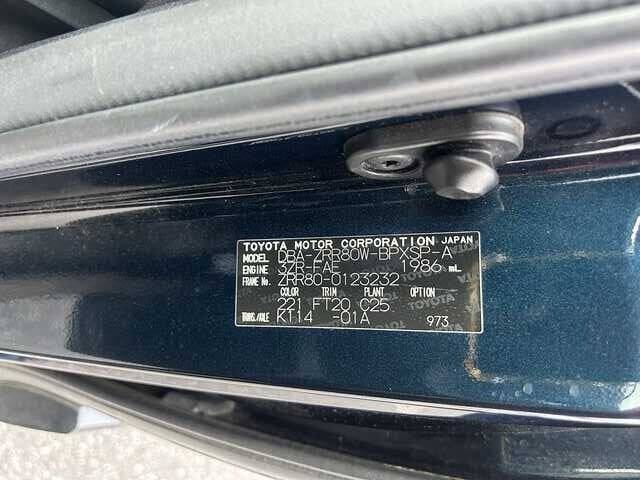 TOYOTA MOTOR CORPORATION JAPAN
MODEL DBA-ZRR80W-BPXSP-A
ENGINE 3ZR-FAE 1986 mL
FRAME No. ZRR80-0123232
COLOR TRIM PLANT OPTION
221 FT20 C25
TRANS./AXLE K114 -01A 973